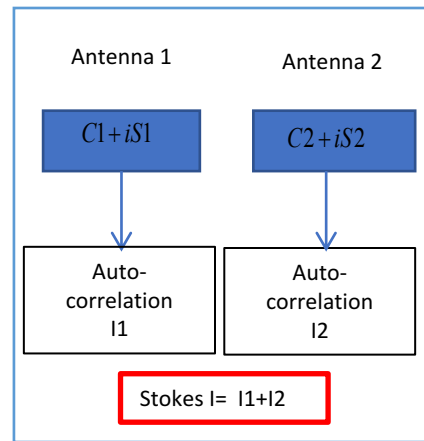 Antenna 1
Antenna 2
C1+iS1
C2+iS2
Auto-
correlation
I1
Auto-
correlation
I2
Stokes I= I1+I2